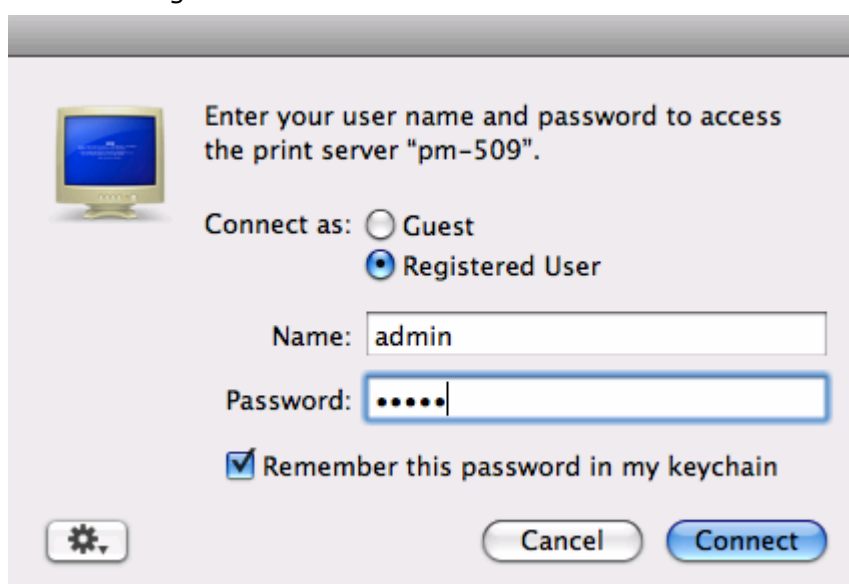 Enter your user name and password to access
the print server “pm-509”.
Connect as: Guest
Registered User
Name: admin
Password: •••••
Remember this password in my keychain
Cancel Connect